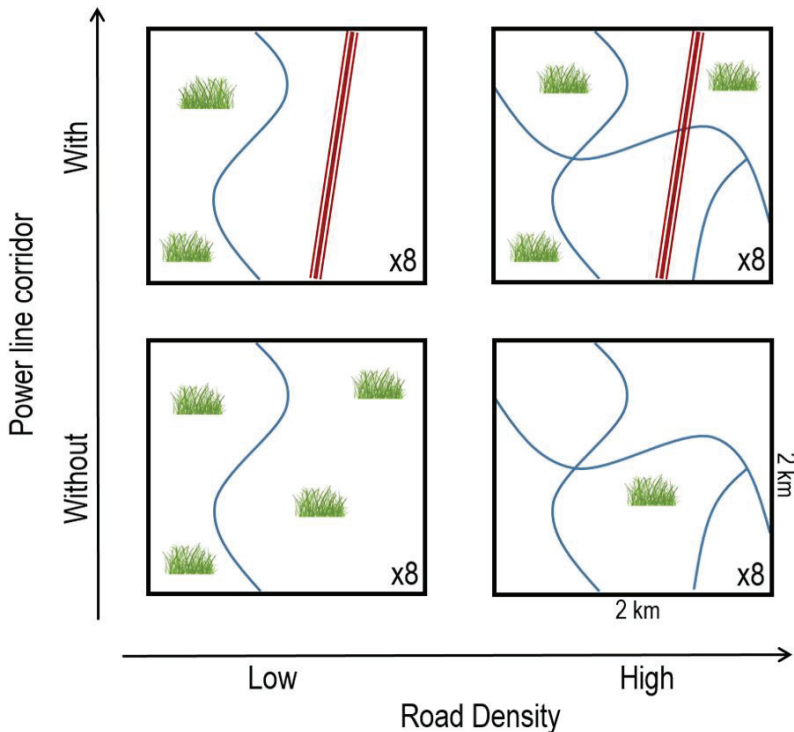 Power line corridor
With
Without
x8
x8
x8
x8
2 km
2 km
Low
High
Road Density